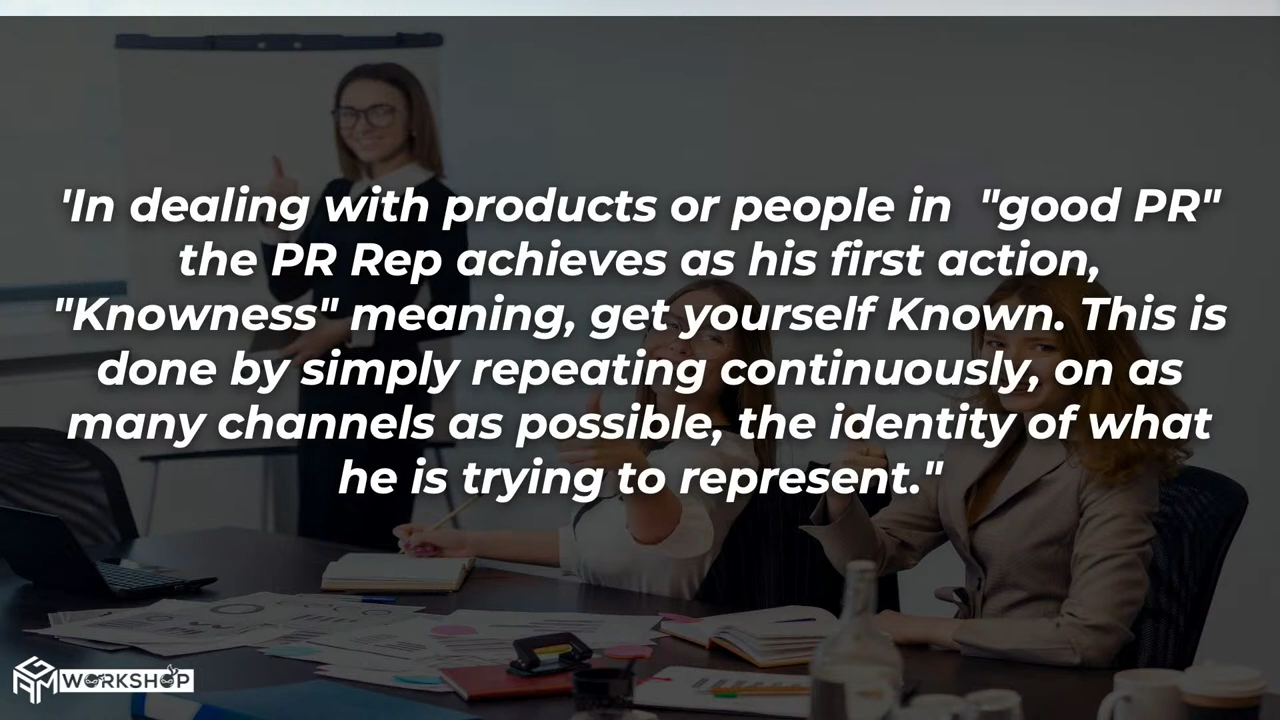 'In dealing with products or people in  "good PR"
the PR Rep achieves as his first action,
"Knowness" meaning, get yourself Known. This is
done by simply repeating continuously, on as
many channels as possible, the identity of what
he is trying to represent."
WORKSHOP